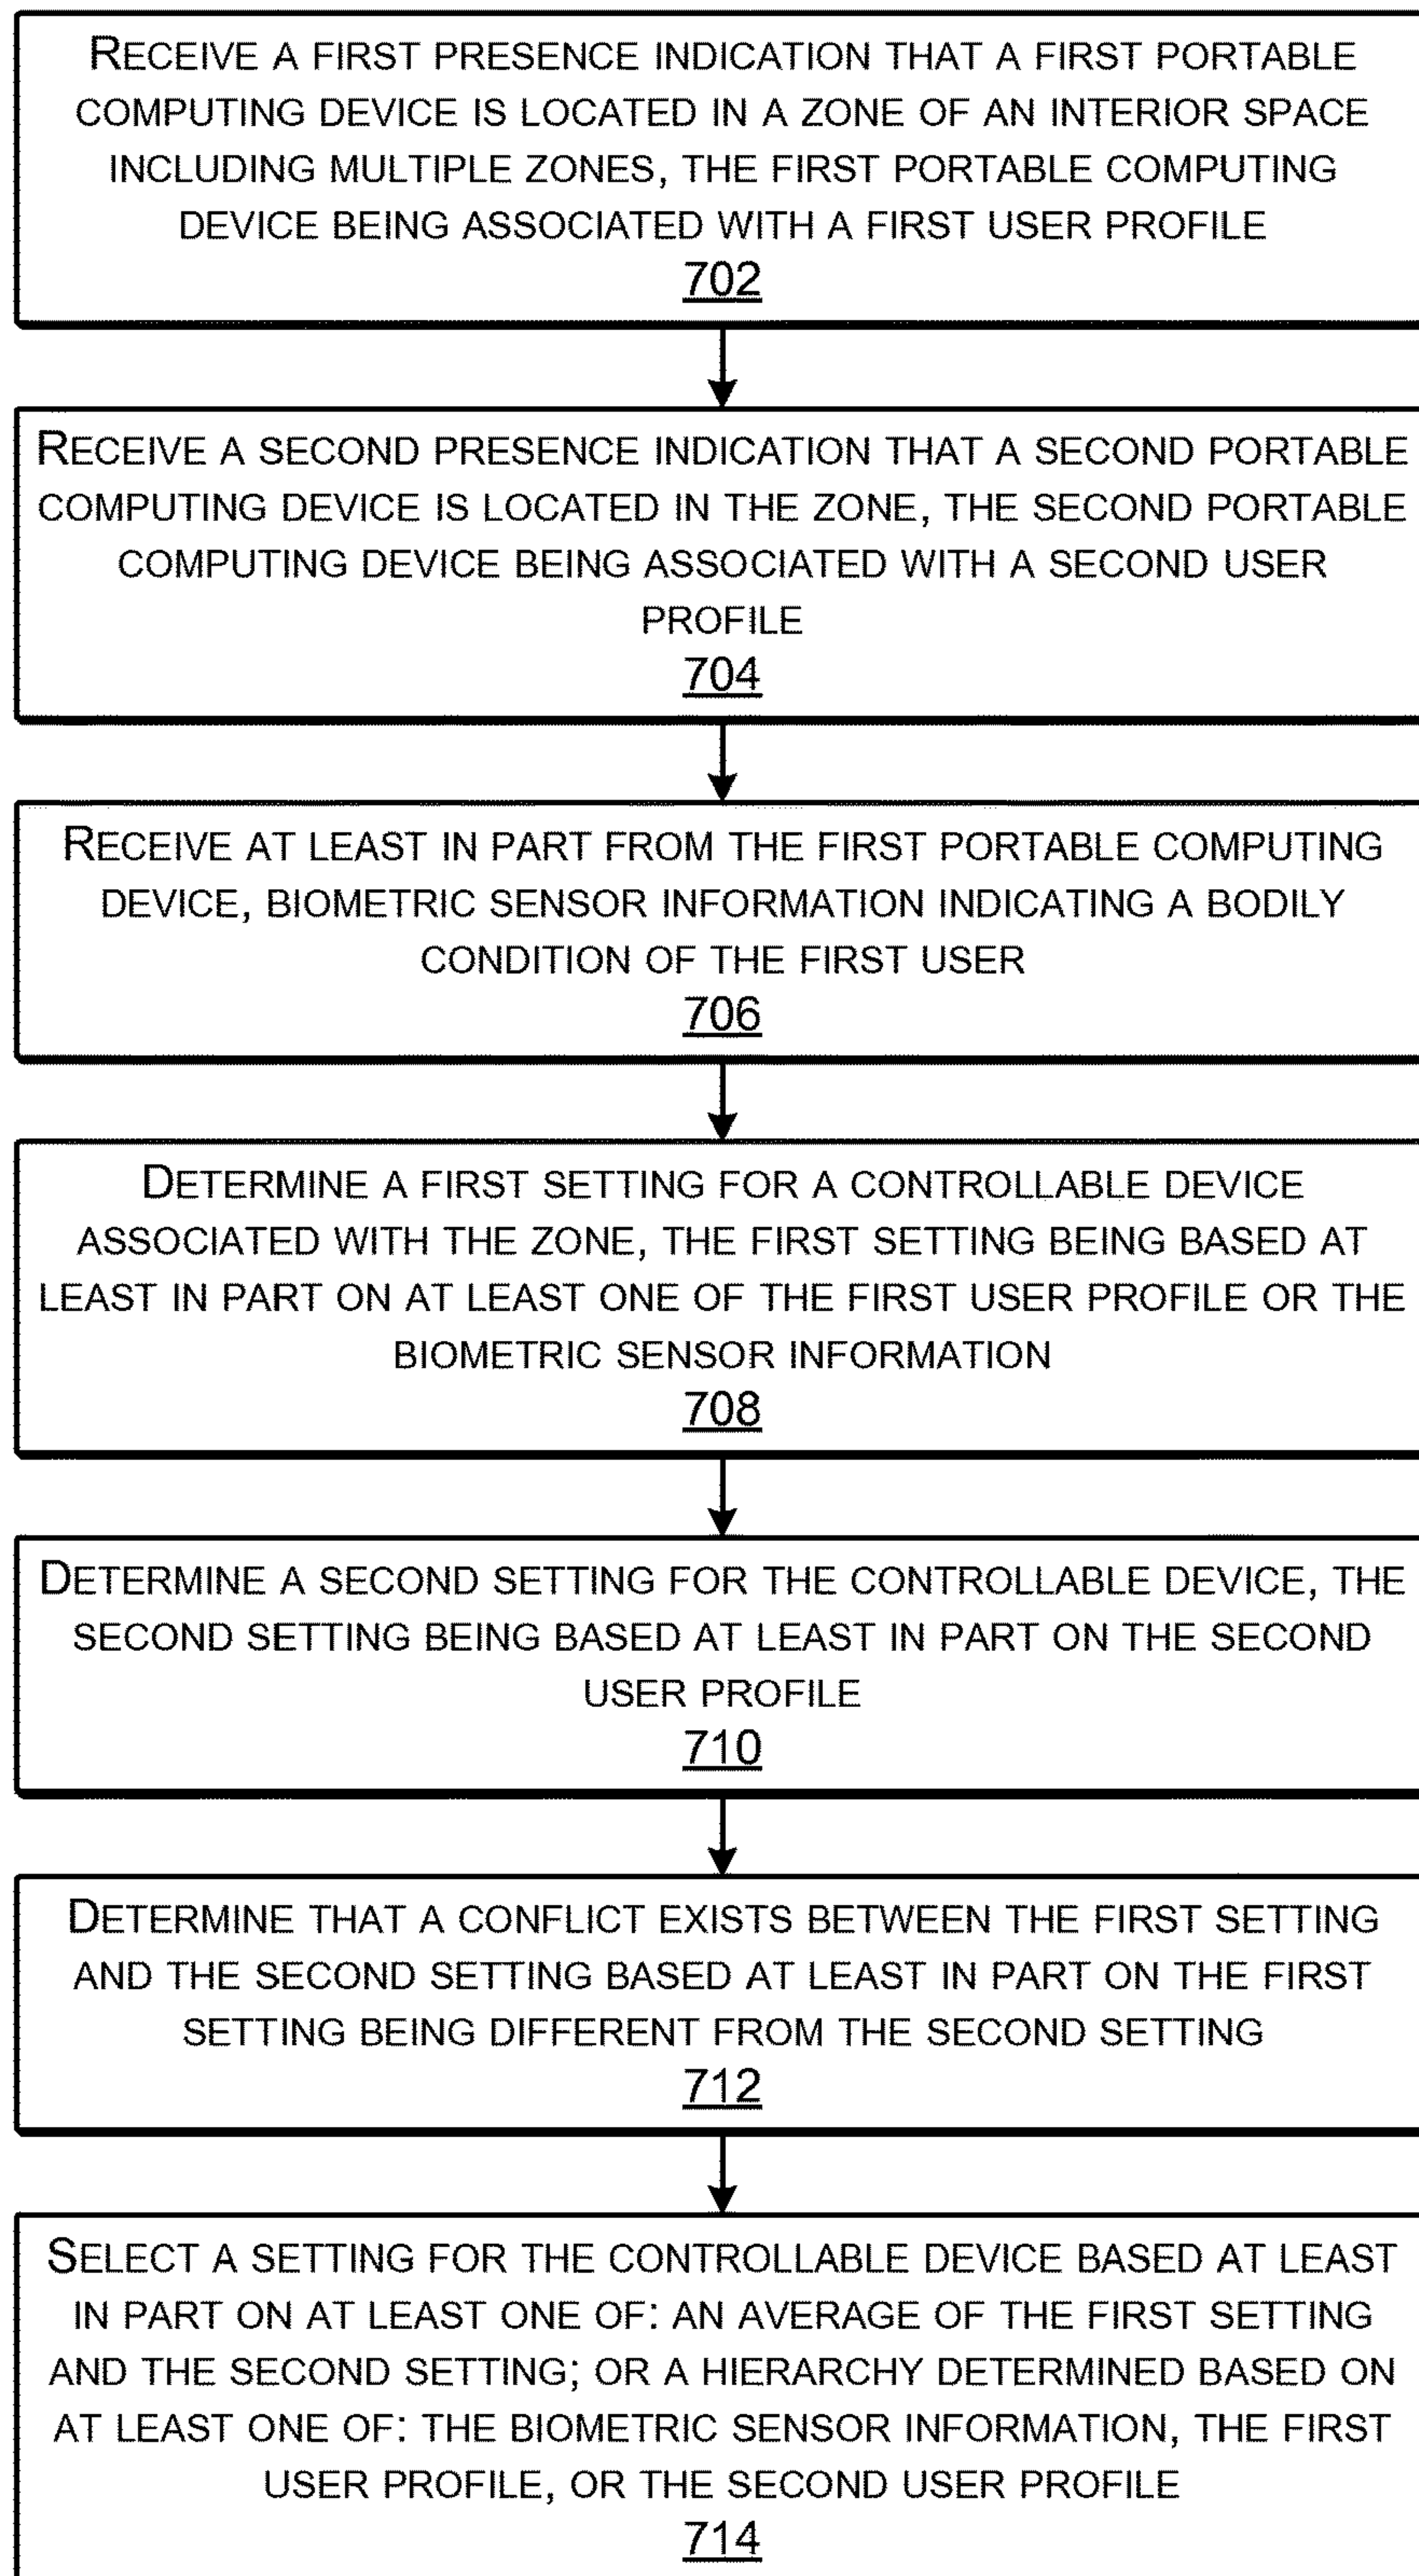 RECEIVE A FIRST PRESENCE INDICATION THAT A FIRST PORTABLE
COMPUTING DEVICE IS LOCATED IN A ZONE OF AN INTERIOR SPACE
INCLUDING MULTIPLE ZONES, THE FIRST PORTABLE COMPUTING
DEVICE BEING ASSOCIATED WITH A FIRST USER PROFILE
702
RECEIVE A SECOND PRESENCE INDICATION THAT A SECOND PORTABLE
COMPUTING DEVICE IS LOCATED IN THE ZONE, THE SECOND PORTABLE
COMPUTING DEVICE BEING ASSOCIATED WITH A SECOND USER
PROFILE
704
RECEIVE AT LEAST IN PART FROM THE FIRST PORTABLE COMPUTING
DEVICE, BIOMETRIC SENSOR INFORMATION INDICATING A BODILY
CONDITION OF THE FIRST USER
706
DETERMINE A FIRST SETTING FOR A CONTROLLABLE DEVICE
ASSOCIATED WITH THE ZONE, THE FIRST SETTING BEING BASED AT
LEAST IN PART ON AT LEAST ONE OF THE FIRST USER PROFILE OR THE
BIOMETRIC SENSOR INFORMATION
708
DETERMINE A SECOND SETTING FOR THE CONTROLLABLE DEVICE, THE
SECOND SETTING BEING BASED AT LEAST IN PART ON THE SECOND
USER PROFILE
710
DETERMINE THAT A CONFLICT EXISTS BETWEEN THE FIRST SETTING
AND THE SECOND SETTING BASED AT LEAST IN PART ON THE FIRST
SETTING BEING DIFFERENT FROM THE SECOND SETTING
712
SELECT A SETTING FOR THE CONTROLLABLE DEVICE BASED AT LEAST
IN PART ON AT LEAST ONE OF: AN AVERAGE OF THE FIRST SETTING
AND THE SECOND SETTING; OR A HIERARCHY DETERMINED BASED ON
AT LEAST ONE OF: THE BIOMETRIC SENSOR INFORMATION, THE FIRST
USER PROFILE, OR THE SECOND USER PROFILE
714